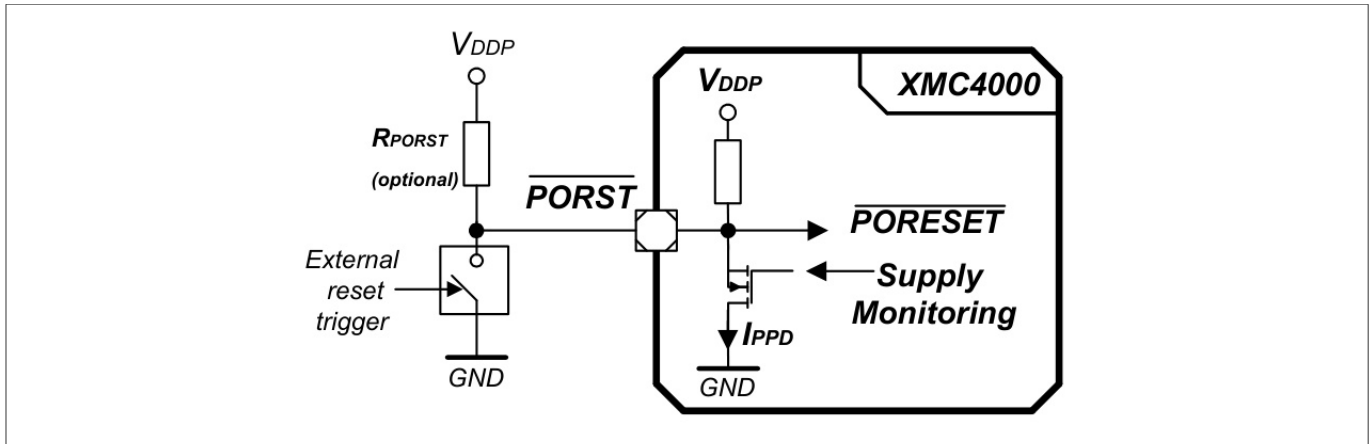 VDDP
RPORST
(optional)
PORST
External
reset
trigger
GND
VDDP
XMC4000
PORESET
Supply
Monitoring
IPPD
GND